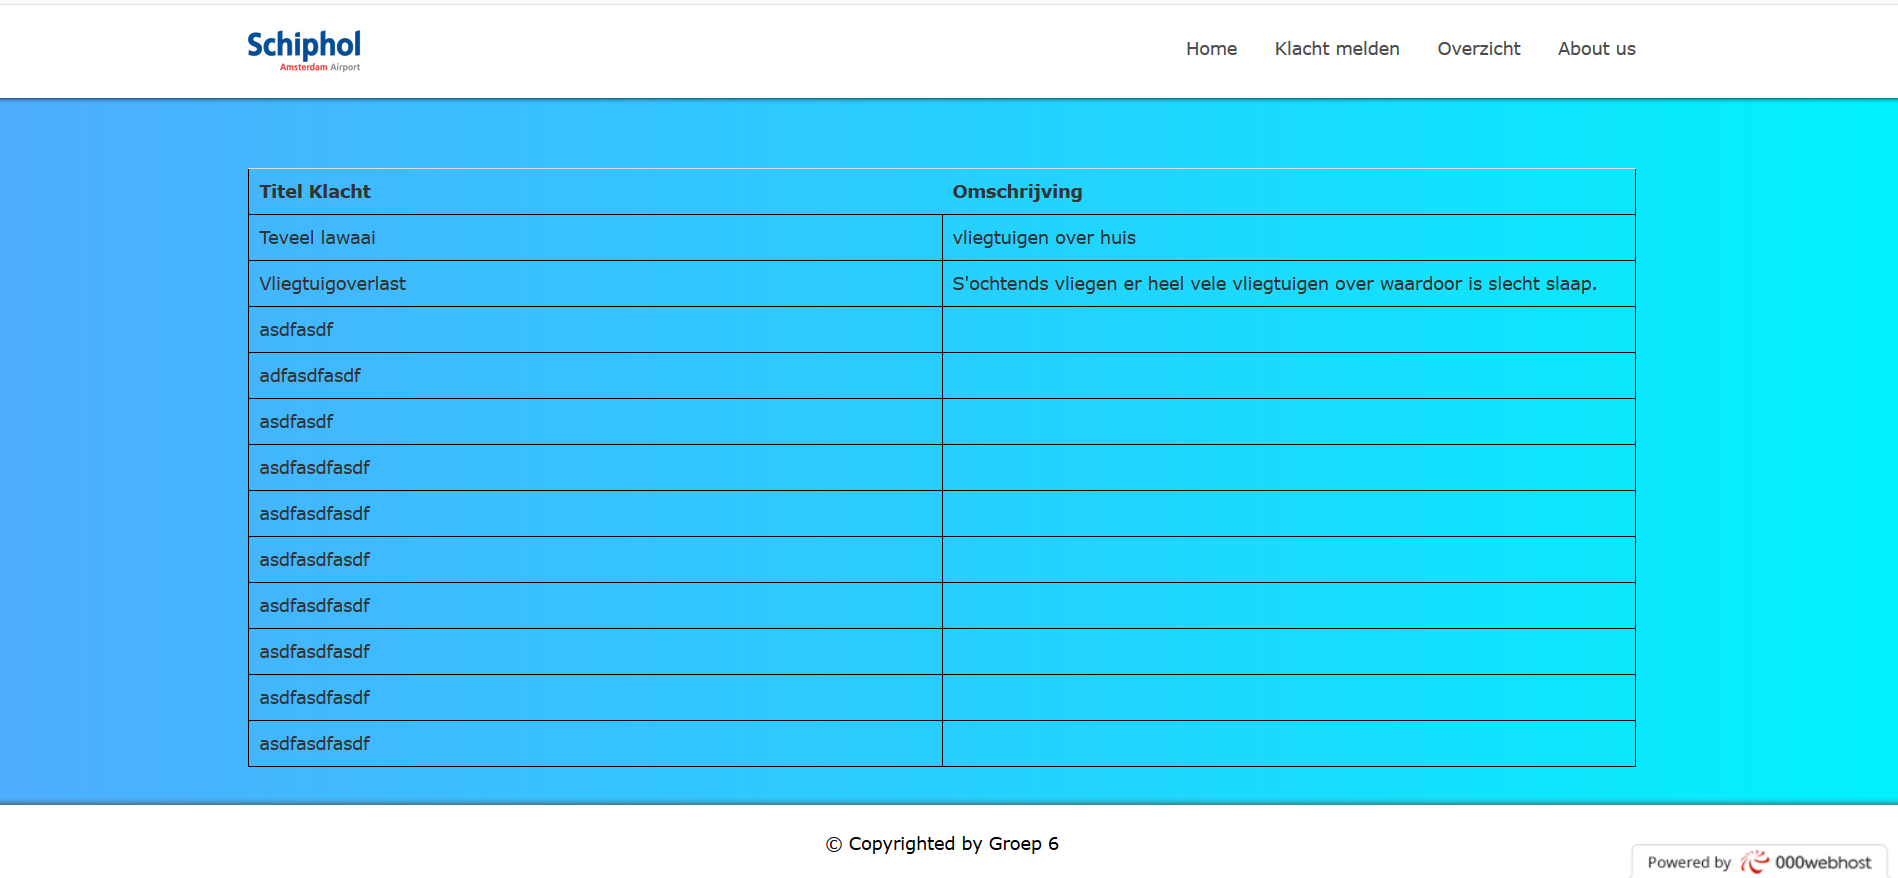 Schiphol
Amsterdam Airport
Home Klacht melden Overzicht About us
Titel Klacht Omschrijving
Teveel lawaai vliegtuigen over huis
Vliegtuigoverlast S'ochtends vliegen er heel vele vliegtuigen over waardoor is slecht slaap.
asdfasdf
adfasdfasdf
asdfasdf
asdfasdfasdf
asdfasdfasdf
asdfasdfasdf
asdfasdfasdf
asdfasdfasdf
asdfasdfasdf
asdfasdfasdf
© Copyrighted by Groep 6
Powered by 000webhost